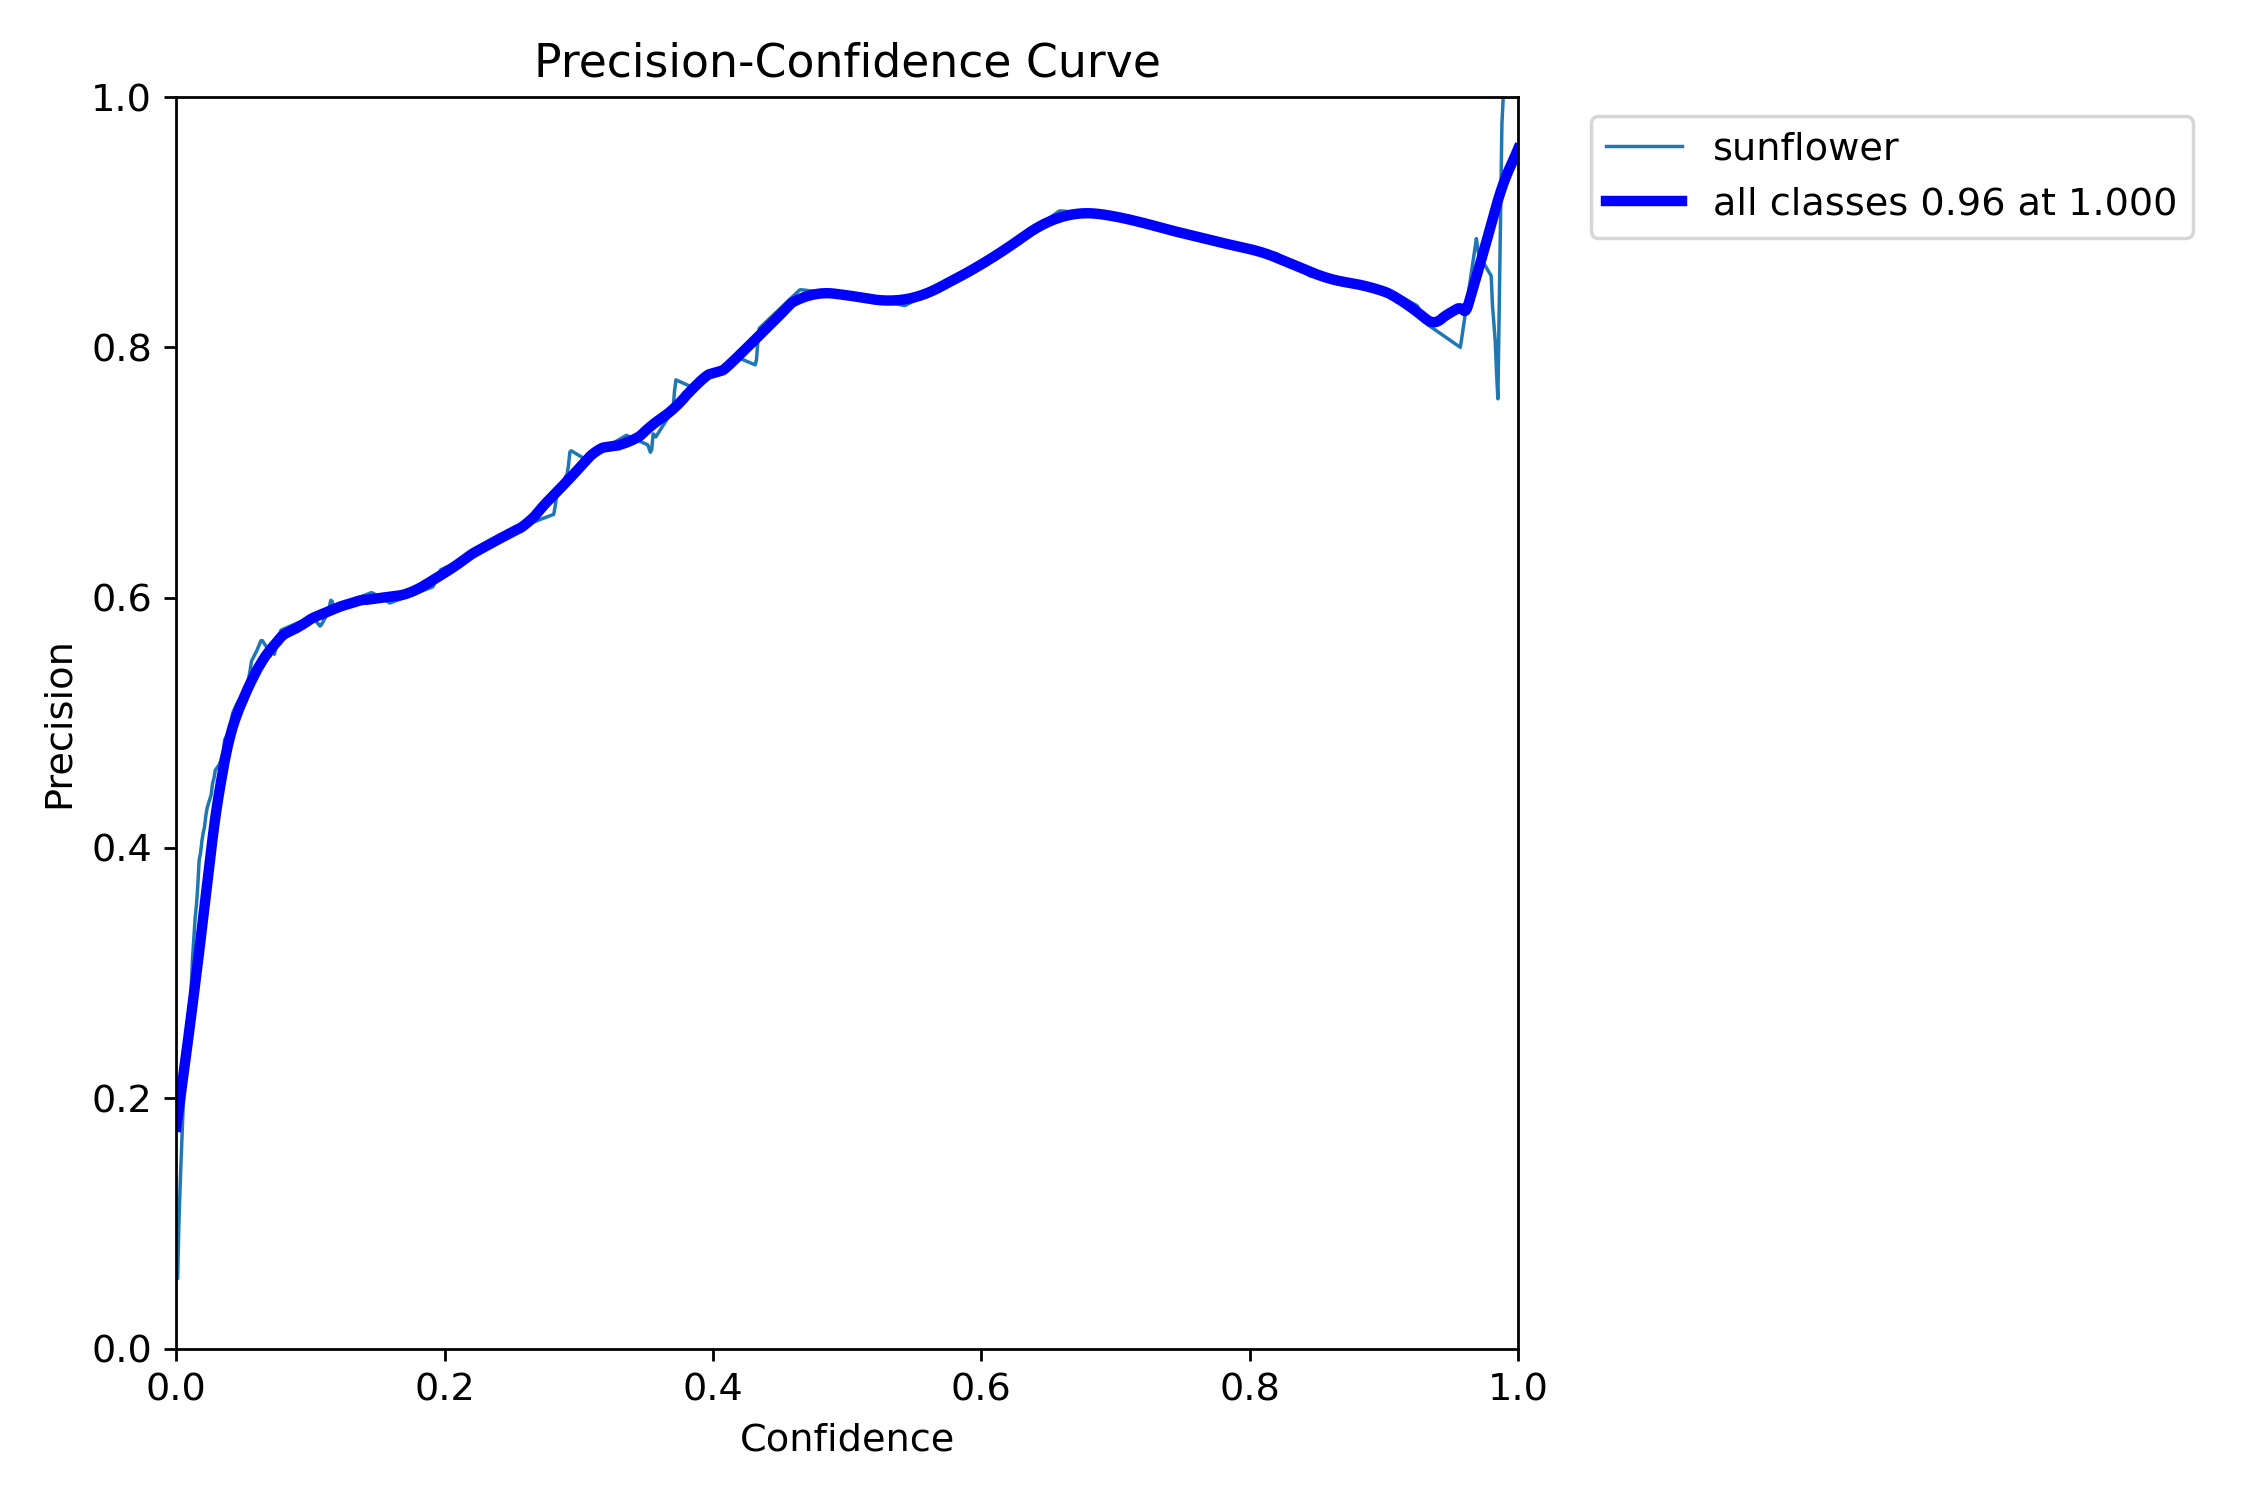 Precision-Confidence Curve
1.0
0.8
0.6
0.4
0.2
0.0
Precision
0.0 0.2 0.4 0.6 0.8 1.0
Confidence
sunflower
all classes 0.96 at 1.000